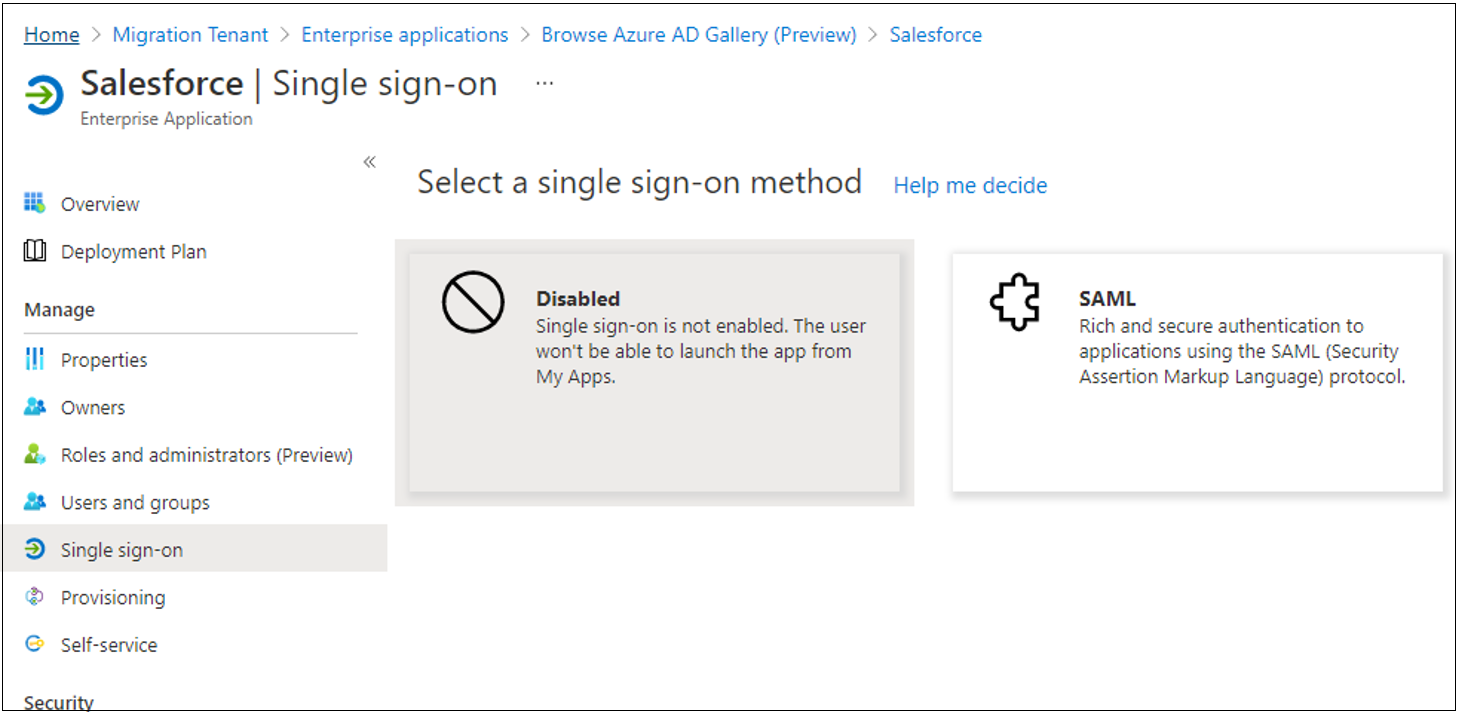 Home > Migration Tenant > Enterprise applications > Browse Azure AD Gallery (Preview) > Salesforce
Salesforce | Single sign-on ...
Enterprise Application
«
Overview
Deployment Plan
Manage
Properties
Owners
Roles and administrators (Preview)
Users and groups
Single sign-on
Provisioning
Self-service
Security
Select a single sign-on method Help me decide
Disabled
Single sign-on is not enabled. The user
won't be able to launch the app from
My Apps.
SAML
Rich and secure authentication to
applications using the SAML (Security
Assertion Markup Language) protocol.